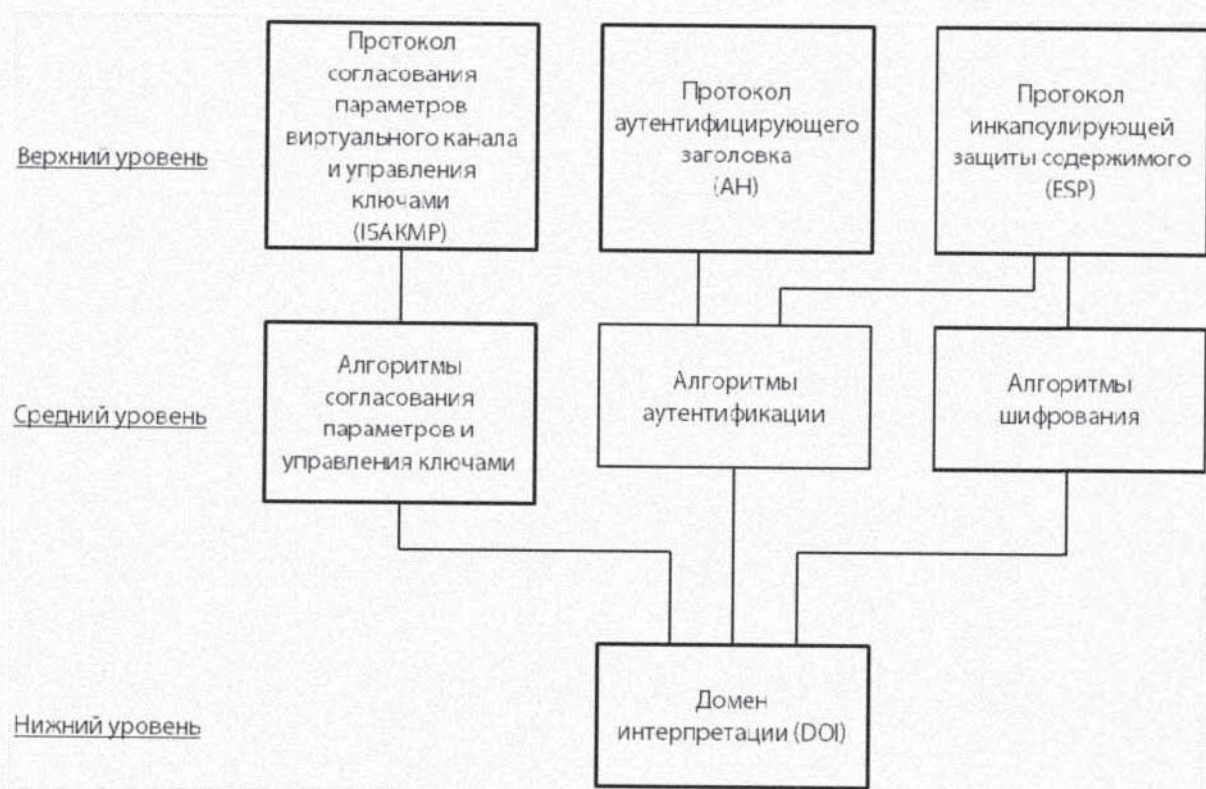 Верхний уровень
Протокол
согласования
параметров
виртуального канала
и управления
ключами
(ISAKMP)
Протокол
аутентифицирующего
заголовка
(AH)
Протокол
инкапсулирующей
защиты содержимого
(ESP)
Средний уровень
Алгоритмы
согласования
параметров и
управления ключами
Алгоритмы
аутентификации
Алгоритмы
шифрования
Нижний уровень
Домен
интерпретации (DOI)